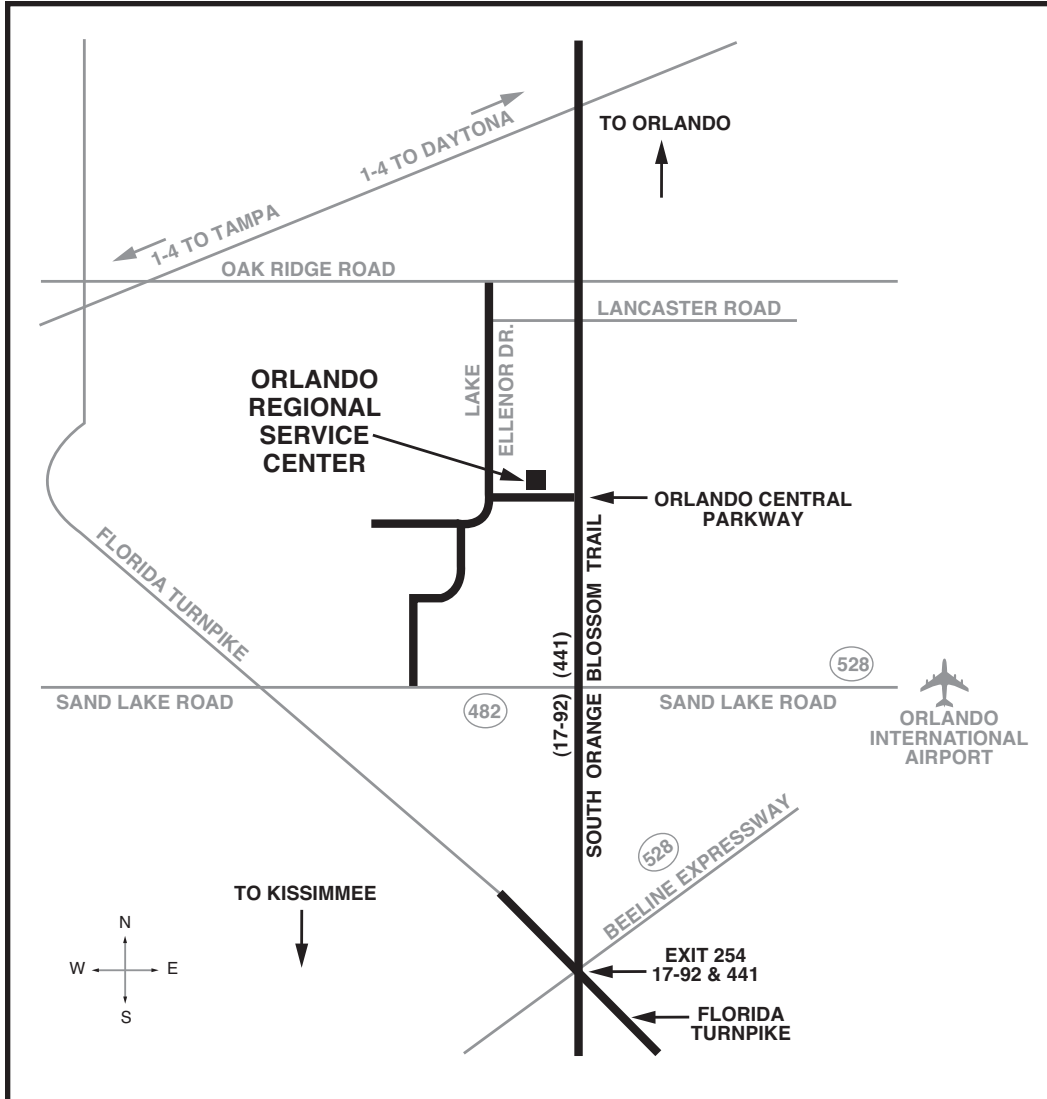 TO ORLANDO
1-4 TO DAYTONA
1-4 TO TAMPA
OAK RIDGE ROAD
LANCASTER ROAD
LAKE
ELLENOR DR.
ORLANDO
REGIONAL
SERVICE
CENTER
ORLANDO CENTRAL
PARKWAY
FLORIDA TURNPIKE
SOUTH ORANGE BLOSSOM TRAIL
(17-92) (441)
528
SAND LAKE ROAD
482
SAND LAKE ROAD
ORLANDO
INTERNATIONAL
AIRPORT
528
BEELINE EXPRESSWAY
TO KISSIMMEE
N
W E
S
EXIT 254
17-92 & 441
FLORIDA
TURNPIKE